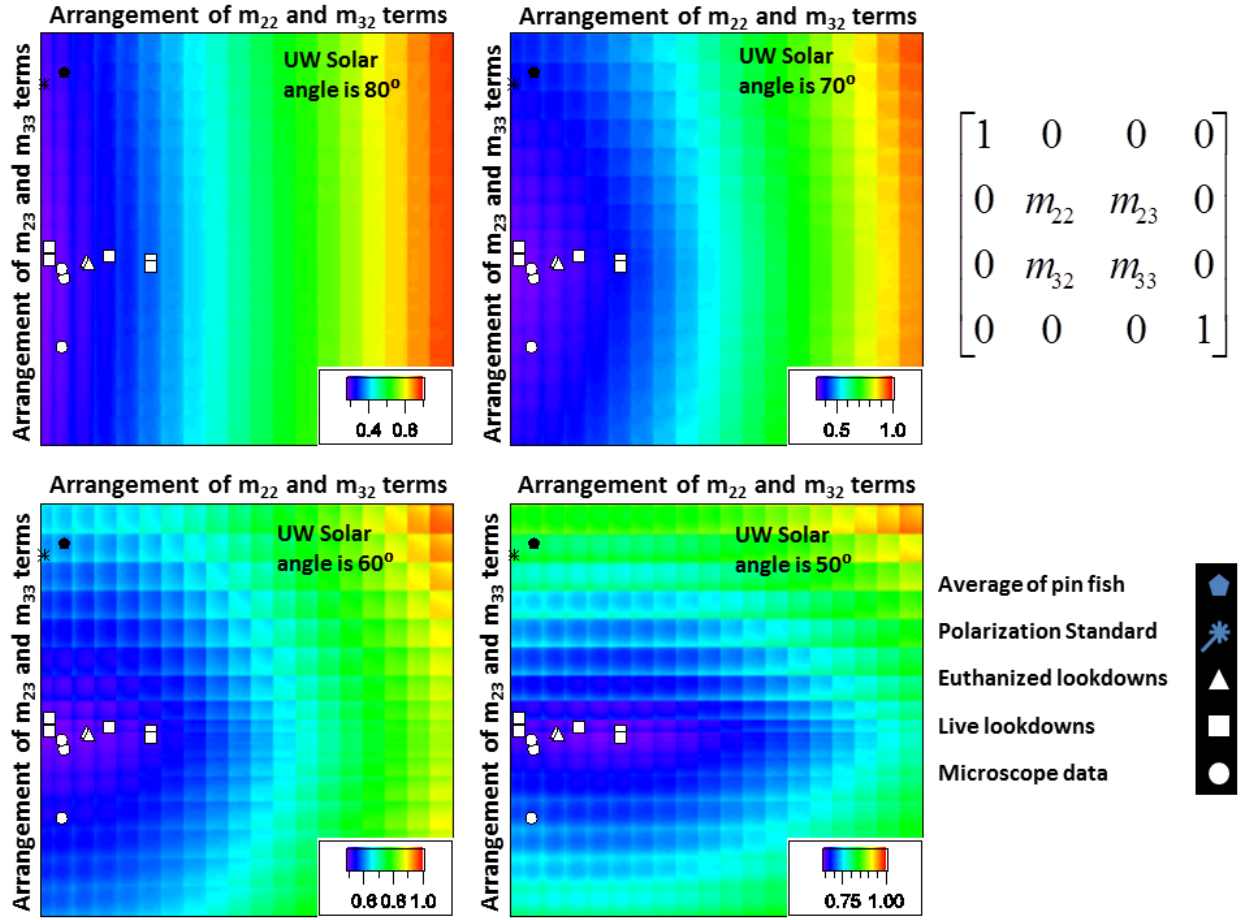 Arrangement of m₂₂ and m₃₂ terms
Arrangement of m₂₃ and m₃₃ terms
UW Solar
angle is 80⁰
0.4 0.6
Arrangement of m₂₂ and m₃₂ terms
Arrangement of m₂₃ and m₃₃ terms
UW Solar
angle is 70⁰
0.5 1.0
1 0 0 0
0 m₂₂ m₂₃ 0
0 m₃₂ m₃₃ 0
0 0 0 1
Arrangement of m₂₂ and m₃₂ terms
Arrangement of m₂₃ and m₃₃ terms
UW Solar
angle is 60⁰
0.6 0.8 1.0
Arrangement of m₂₂ and m₃₂ terms
Arrangement of m₂₃ and m₃₃ terms
UW Solar
angle is 50⁰
0.75 1.00
Average of pin fish
Polarization Standard
Euthanized lookdowns
Live lookdowns
Microscope data